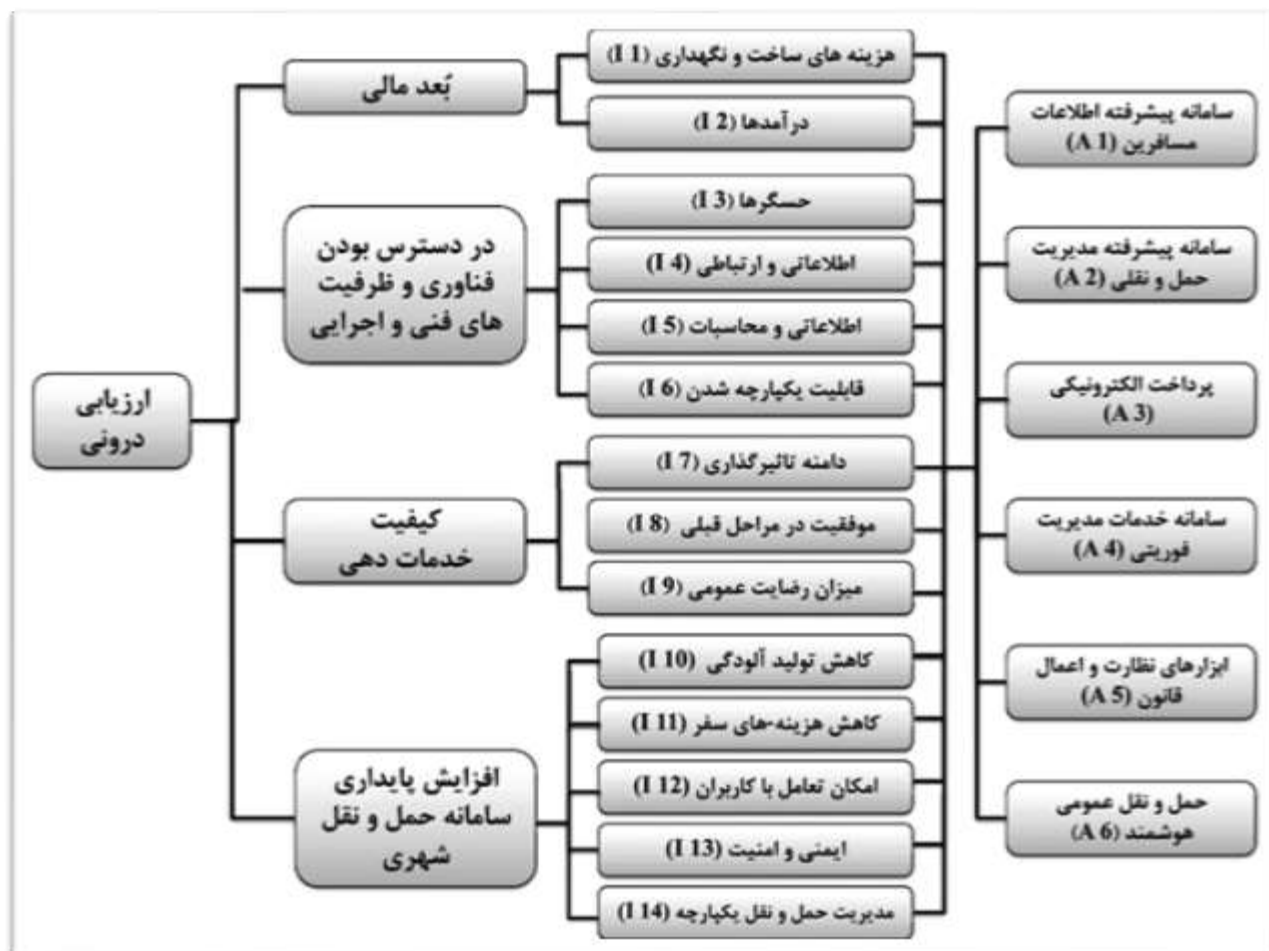 ارزیابی
درونی
بُعد مالی
در دسترس بودن
فناوری و ظرفیت
های فنی و اجرایی
کیفیت
خدمات دهی
افزایش پایداری
سامانه حمل و نقل
شهری
هزینه های ساخت و نگهداری (I 1)
درآمدها (I 2)
حسگرها (I 3)
اطلاعاتی و ارتباطی (I 4)
اطلاعاتی و محاسبات (I 5)
قابلیت یکپارچه شدن (I 6)
دامنه تاثیرگذاری (I 7)
موفقیت در مراحل قبلی (I 8)
میزان رضایت عمومی (I 9)
کاهش تولید آلودگی (I 10)
کاهش هزینه-های سفر (I 11)
امکان تعامل با کاربران (I 12)
ایمنی و امنیت (I 13)
مدیریت حمل و نقل یکپارچه (I 14)
سامانه پیشرفته اطلاعات
مسافرین (A 1)
سامانه پیشرفته مدیریت
حمل و نقلی (A 2)
پرداخت الکترونیکی
(A 3)
سامانه خدمات مدیریت
فوریتی (A 4)
ابزارهای نظارت و اعمال
قانون (A 5)
حمل و نقل عمومی
هوشمند (A 6)